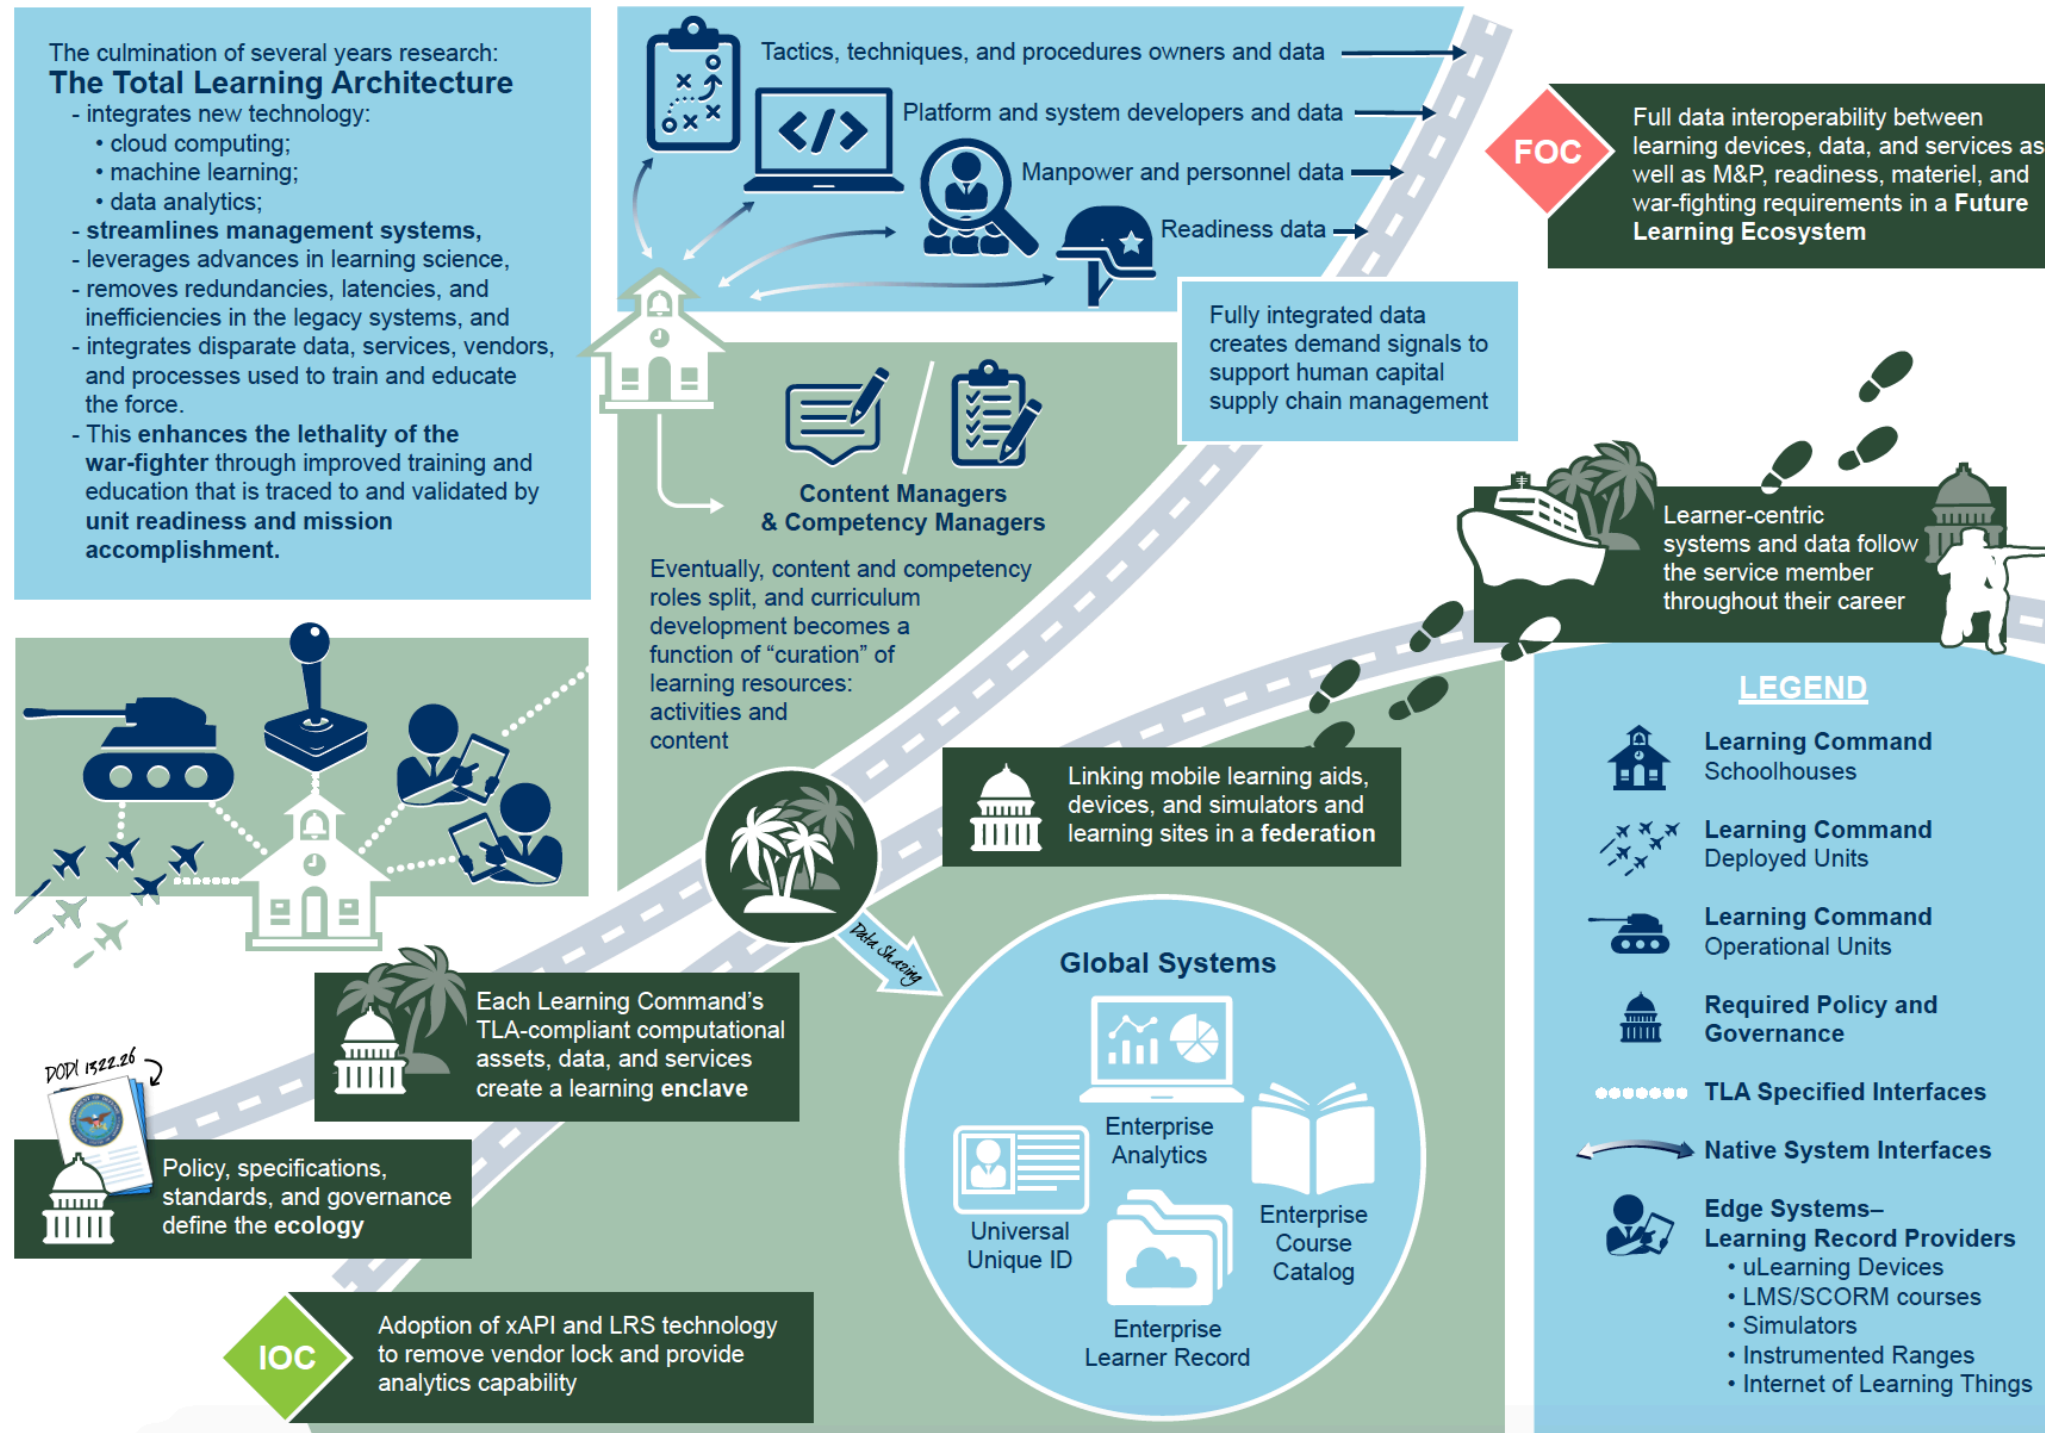 The culmination of several years research:
The Total Learning Architecture
- integrates new technology:
• cloud computing;
• machine learning;
• data analytics;
- streamlines management systems,
- leverages advances in learning science,
- removes redundancies, latencies, and
inefficiencies in the legacy systems, and
- integrates disparate data, services, vendors,
and processes used to train and educate
the force.
- This enhances the lethality of the
war-fighter through improved training and
education that is traced to and validated by
unit readiness and mission
accomplishment.
Tactics, techniques, and procedures owners and data
Platform and system developers and data
Manpower and personnel data
Readiness data
FOC
Full data interoperability between
learning devices, data, and services as
well as M&P, readiness, materiel, and
war-fighting requirements in a Future
Learning Ecosystem
Fully integrated data
creates demand signals to
support human capital
supply chain management
Content Managers
& Competency Managers
Eventually, content and competency
roles split, and curriculum
development becomes a
function of “curation” of
learning resources:
activities and
content
Learner-centric
systems and data follow
the service member
throughout their career
Linking mobile learning aids,
devices, and simulators and
learning sites in a federation
Data Sharing
Each Learning Command’s
TLA-compliant computational
assets, data, and services
create a learning enclave
DODI 1322.26
Policy, specifications,
standards, and governance
define the ecology
IOC
Adoption of xAPI and LRS technology
to remove vendor lock and provide
analytics capability
Global Systems
Enterprise
Analytics
Universal
Unique ID
Enterprise
Course
Catalog
Enterprise
Learner Record
LEGEND
Learning Command
Schoolhouses
Learning Command
Deployed Units
Learning Command
Operational Units
Required Policy and
Governance
TLA Specified Interfaces
Native System Interfaces
Edge Systems–
Learning Record Providers
• uLearning Devices
• LMS/SCORM courses
• Simulators
• Instrumented Ranges
• Internet of Learning Things